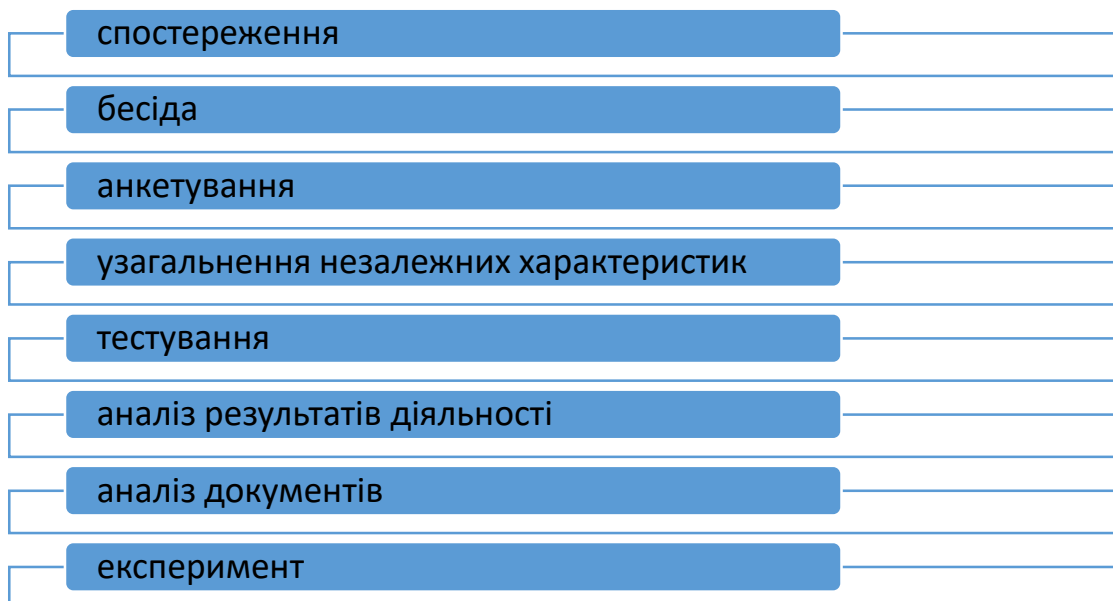 спостереження
бесіда
анкетування
узагальнення незалежних характеристик
тестування
аналіз результатів діяльності
аналіз документів
експеримент